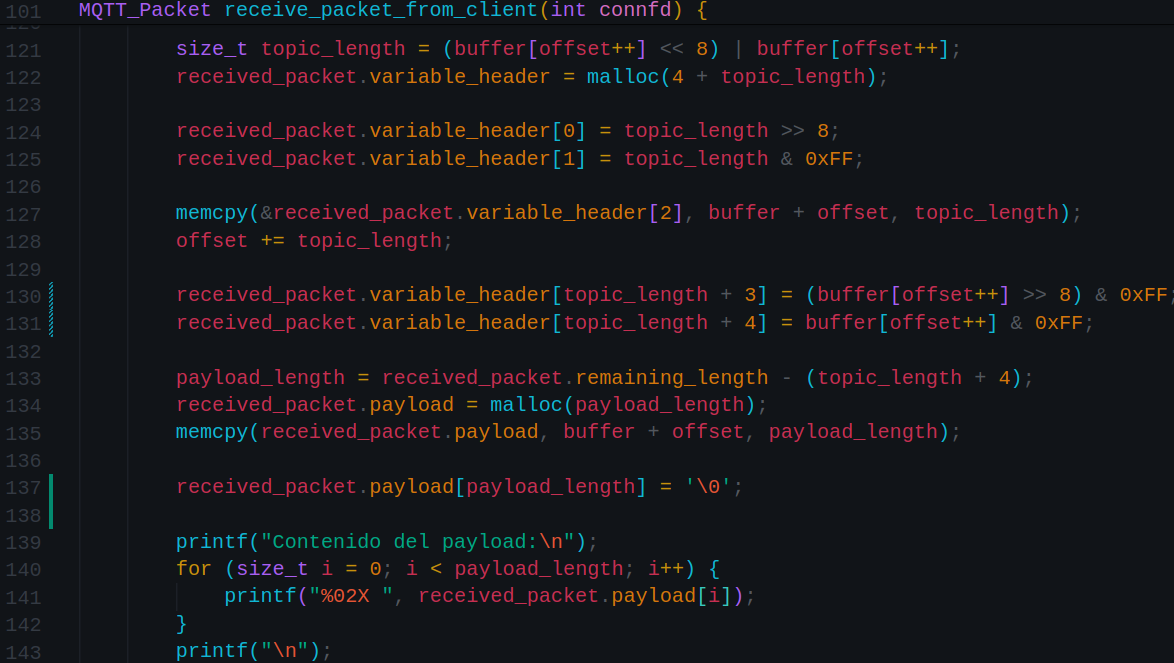 101 MQTT_Packet receive_packet_from_client(int connfd) {
121 size_t topic_length = (buffer[offset++] << 8) | buffer[offset++];
122 received_packet.variable_header = malloc(4 + topic_length);
123
124 received_packet.variable_header[0] = topic_length >> 8;
125 received_packet.variable_header[1] = topic_length & 0xFF;
126
127 memcpy(&received_packet.variable_header[2], buffer + offset, topic_length);
128 offset += topic_length;
129
130 received_packet.variable_header[topic_length + 3] = (buffer[offset++] >> 8) & 0xFF;
131 received_packet.variable_header[topic_length + 4] = buffer[offset++] & 0xFF;
132
133 payload_length = received_packet.remaining_length - (topic_length + 4);
134 received_packet.payload = malloc(payload_length);
135 memcpy(received_packet.payload, buffer + offset, payload_length);
136
137 received_packet.payload[payload_length] = '\0';
138
139 printf("Contenido del payload:\n");
140 for (size_t i = 0; i < payload_length; i++) {
141 printf("%02X ", received_packet.payload[i]);
142 }
143 printf("\n");